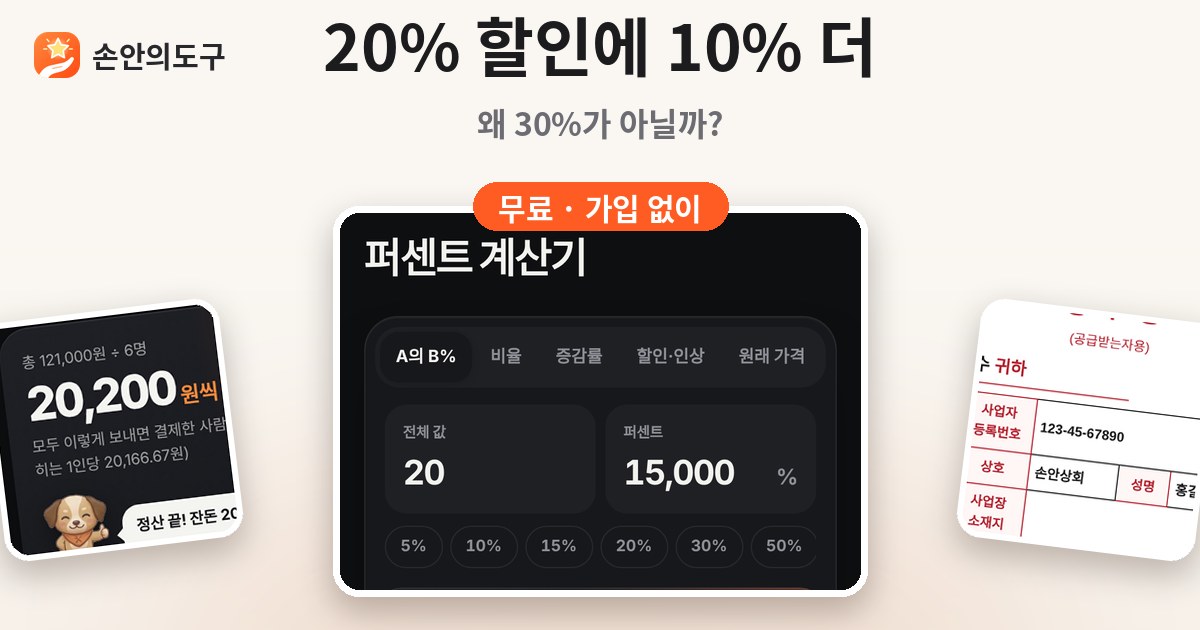 손안의도구
20% 할인에 10% 더
왜 30%가 아닐까?
무료 · 가입 없이
퍼센트 계산기
A의 B% 비율 증감률 할인·인상 원래 가격
전체 값 퍼센트
20 15,000 %
5% 10% 15% 20% 30% 50%
총 121,000원 ÷ 6명
20,200원씩
모두 이렇게 보내면 결제한 사람
히는 1인당 20,166.67원)
정산 끝! 잔돈 20
(공급받는자용)
귀하
사업자
등록번호 123-45-67890
상호 손안상회 성명
사업장
소재지